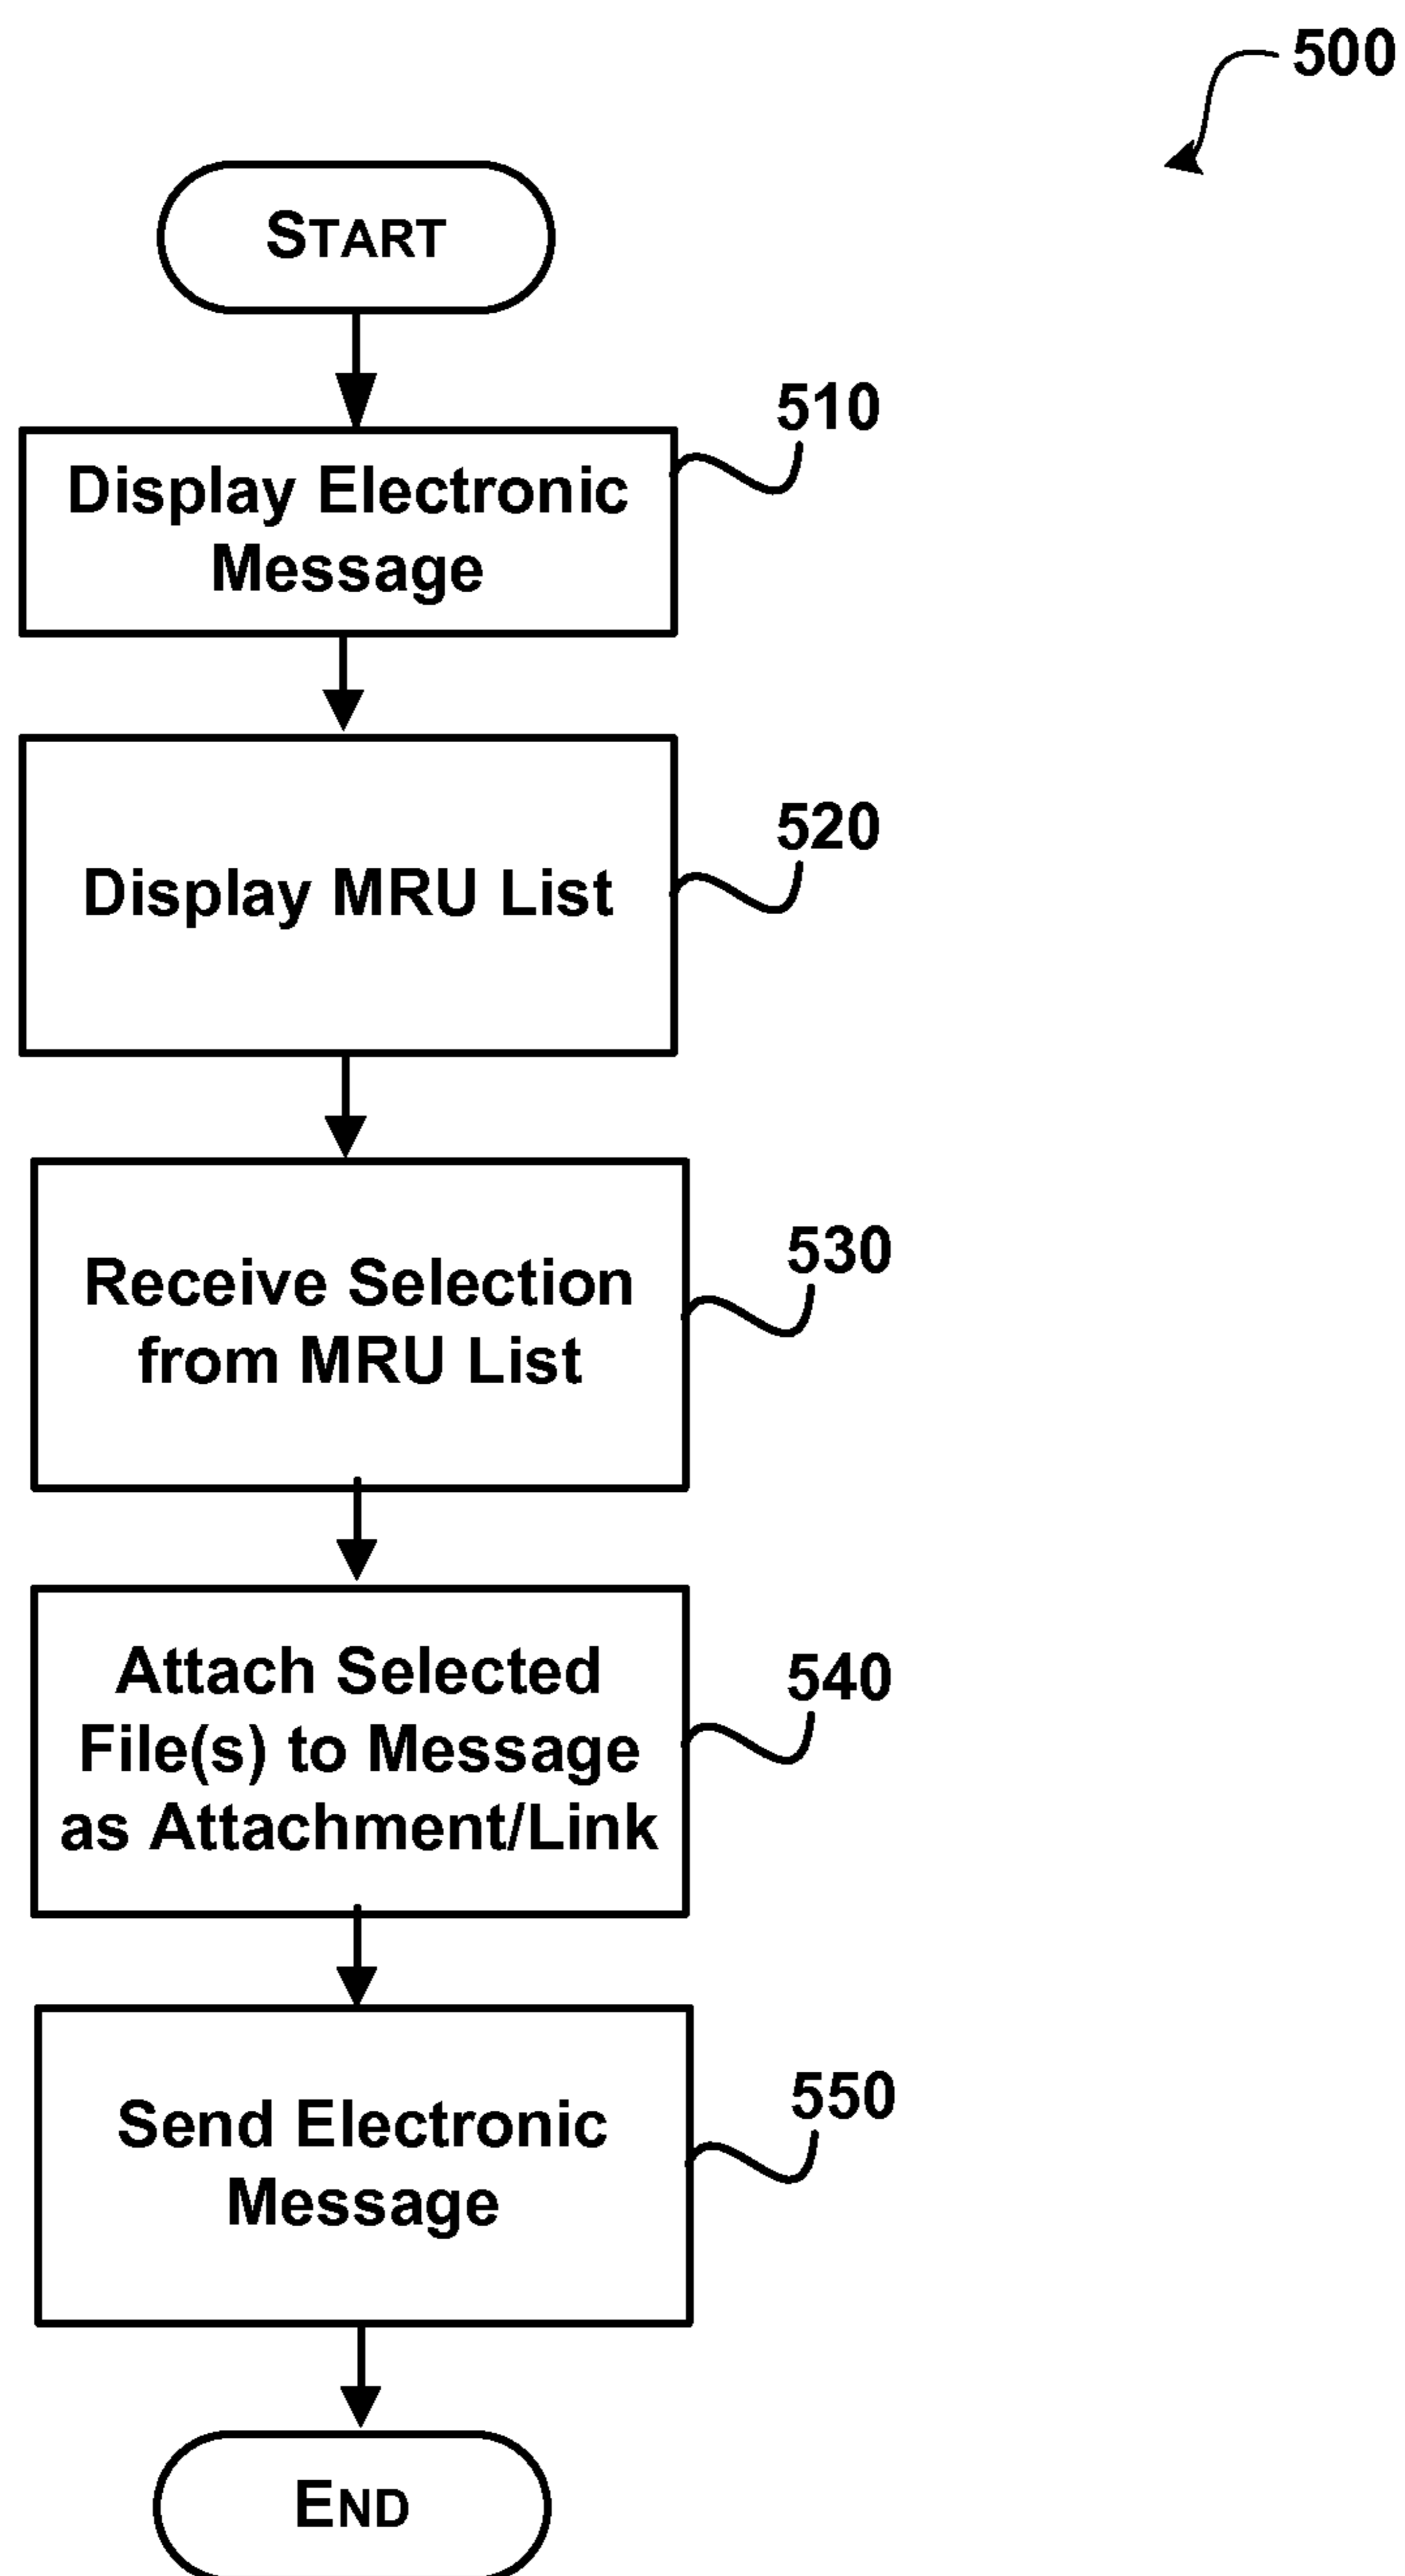 500
START
510
Display Electronic
Message
520
Display MRU List
530
Receive Selection
from MRU List
540
Attach Selected
File(s) to Message
as Attachment/Link
550
Send Electronic
Message
END